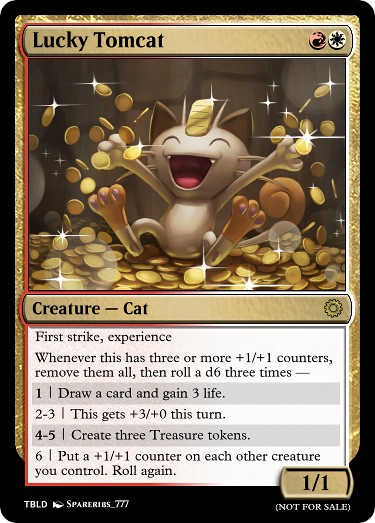 Lucky Tomcat
Creature — Cat
First strike, experience
Whenever this has three or more +1/+1 counters,
remove them all, then roll a d6 three times —
1 | Draw a card and gain 3 life.
2-3 | This gets +3/+0 this turn.
4-5 | Create three Treasure tokens.
6 | Put a +1/+1 counter on each other creature
you control. Roll again.
1/1
TBLD Spareribs_777
(NOT FOR SALE)